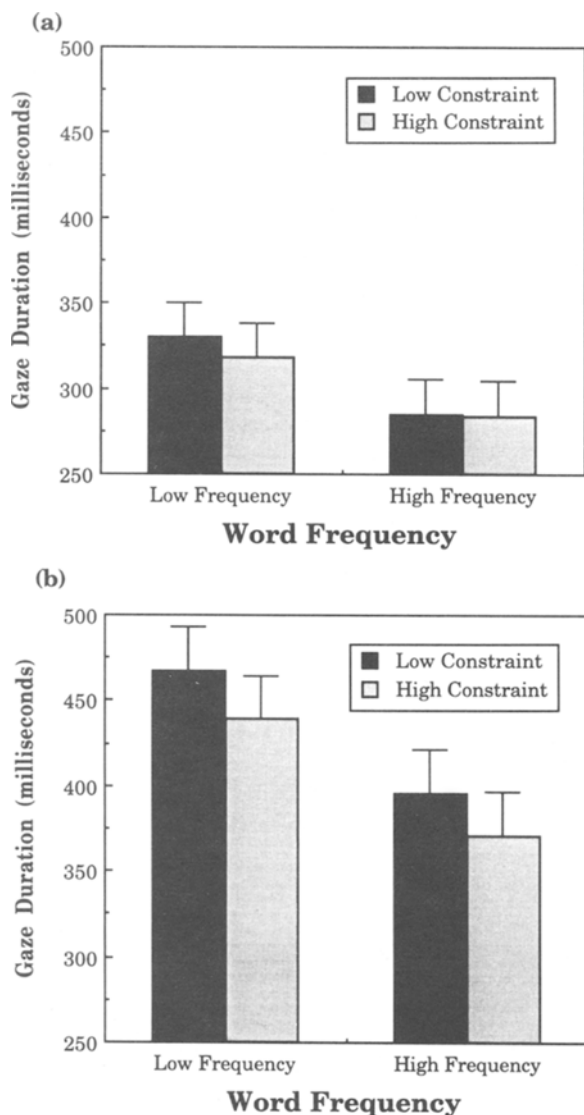 (a)
500
450
400
350
300
250
Gaze Duration (milliseconds)
Low Constraint
High Constraint
Low Frequency
High Frequency
Word Frequency
(b)
500
450
400
350
300
250
Gaze Duration (milliseconds)
Low Constraint
High Constraint
Low Frequency
High Frequency
Word Frequency